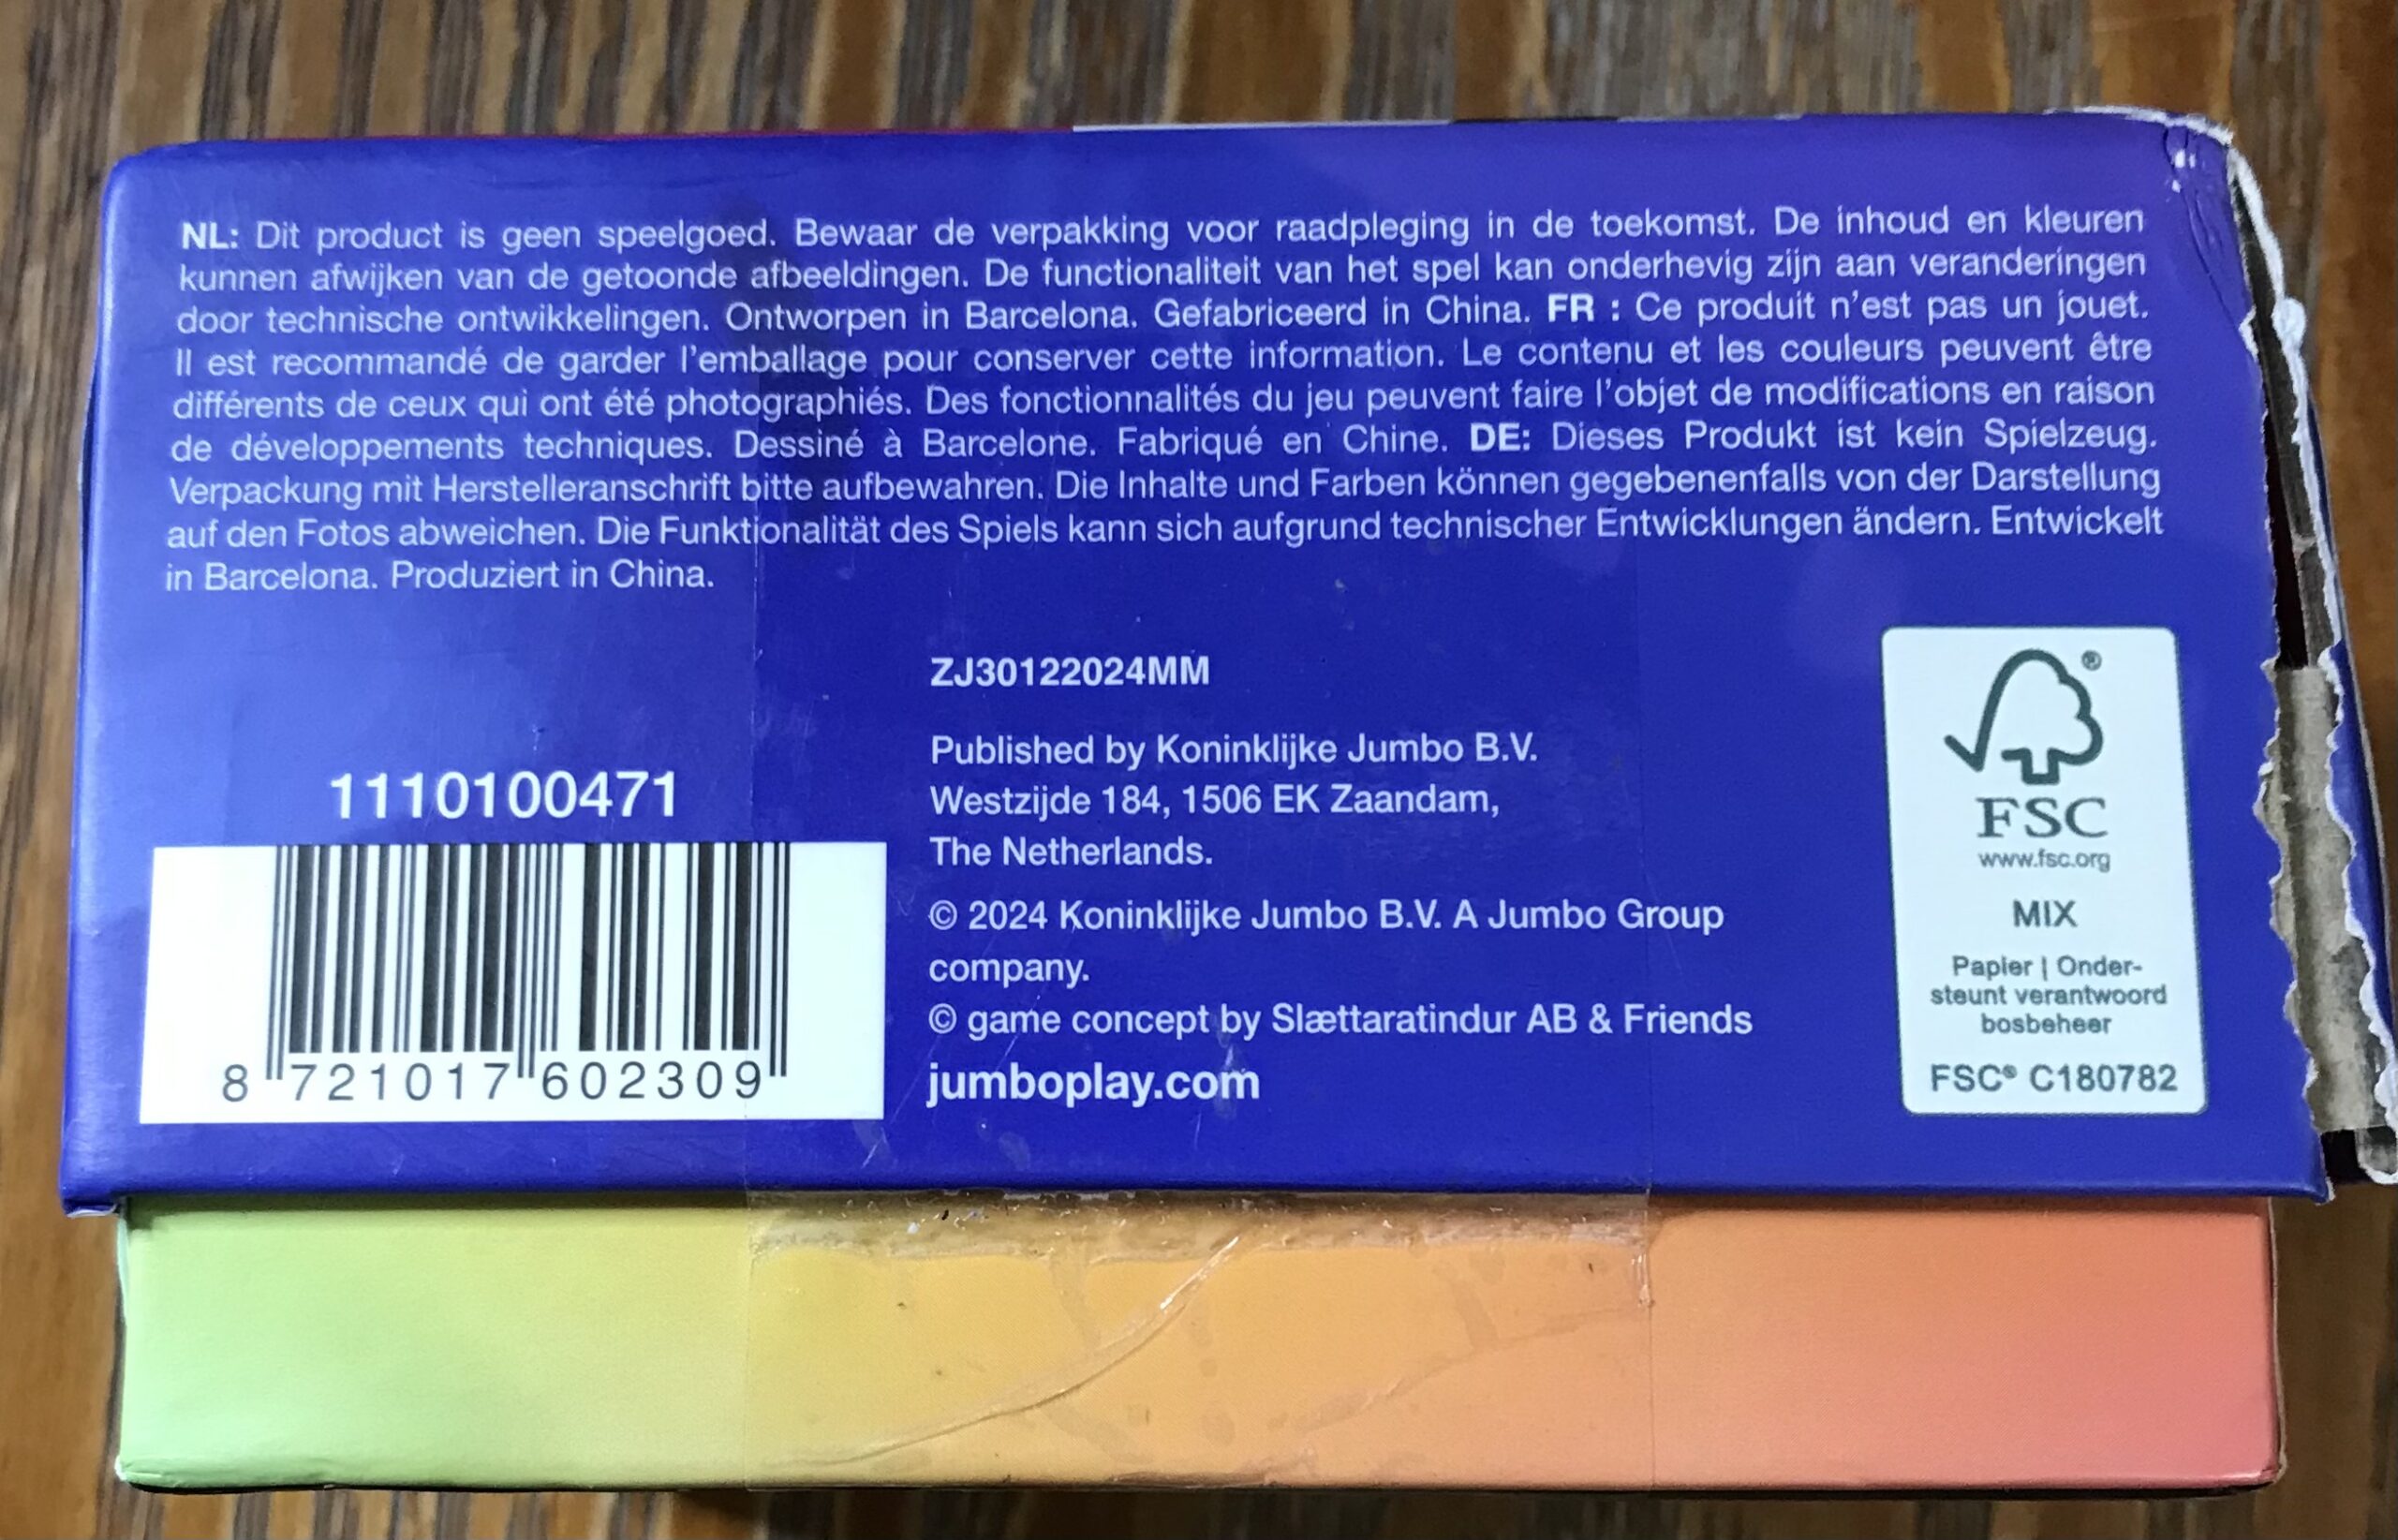 NL: Dit product is geen speelgoed. Bewaar de verpakking voor raadpleging in de toekomst. De inhoud en kleuren
kunnen afwijken van de getoonde afbeeldingen. De functionaliteit van het spel kan onderhevig zijn aan veranderingen
door technische ontwikkelingen. Ontworpen in Barcelona. Gefabriceerd in China. FR : Ce produit n'est pas un jouet.
Il est recommandé de garder l'emballage pour conserver cette information. Le contenu et les couleurs peuvent être
différents de ceux qui ont été photographiés. Des fonctionnalités du jeu peuvent faire l'objet de modifications en raison
de développements techniques. Dessiné à Barcelone. Fabriqué en Chine. DE: Dieses Produkt ist kein Spielzeug.
Verpackung mit Herstelleranschrift bitte aufbewahren. Die Inhalte und Farben können gegebenenfalls von der Darstellung
auf den Fotos abweichen. Die Funktionalität des Spiels kann sich aufgrund technischer Entwicklungen ändern. Entwickelt
in Barcelona. Produziert in China.
1110100471
8 721017 602309
ZJ30122024MM
Published by Koninklijke Jumbo B.V.
Westzijde 184, 1506 EK Zaandam,
The Netherlands.
© 2024 Koninklijke Jumbo B.V. A Jumbo Group
company.
© game concept by Slættaratindur AB & Friends
jumboplay.com
®
FSC
www.fsc.org
MIX
Papier | Onder-
steunt verantwoord
bosbeheer
FSC® C180782